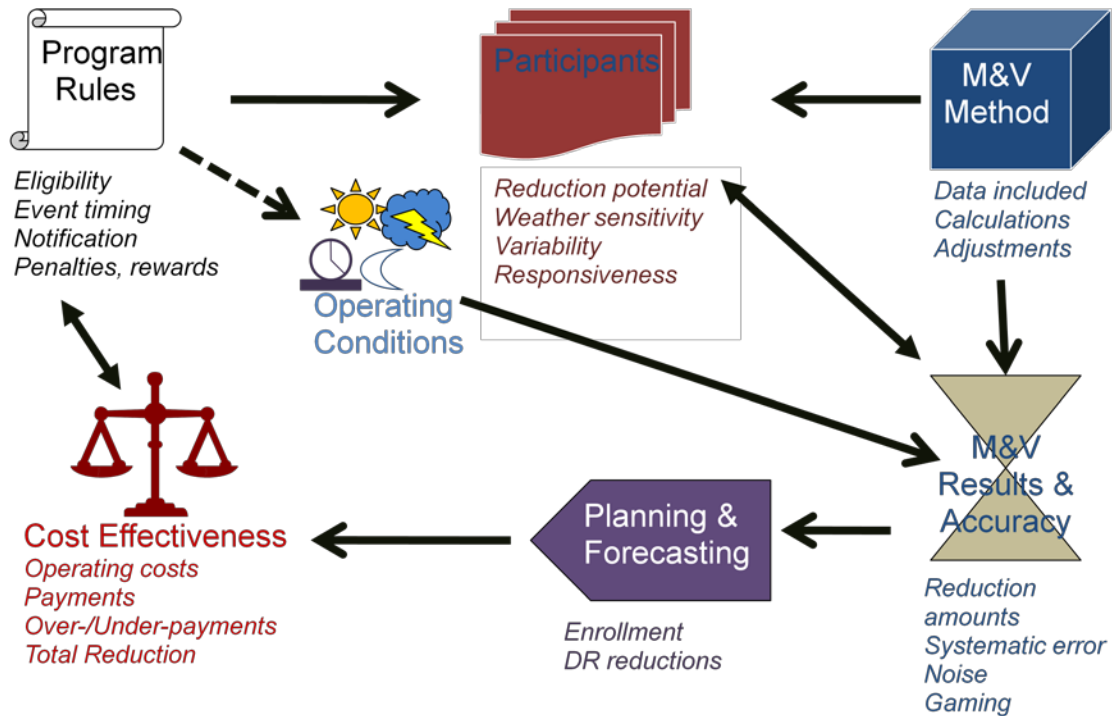 Program
Rules
Eligibility
Event timing
Notification
Penalties, rewards
Participants
Reduction potential
Weather sensitivity
Variability
Responsiveness
M&V
Method
Data included
Calculations
Adjustments
Operating
Conditions
M&V
Results &
Accuracy
Reduction
amounts
Systematic error
Noise
Gaming
Planning &
Forecasting
Enrollment
DR reductions
Cost Effectiveness
Operating costs
Payments
Over-/Under-payments
Total Reduction